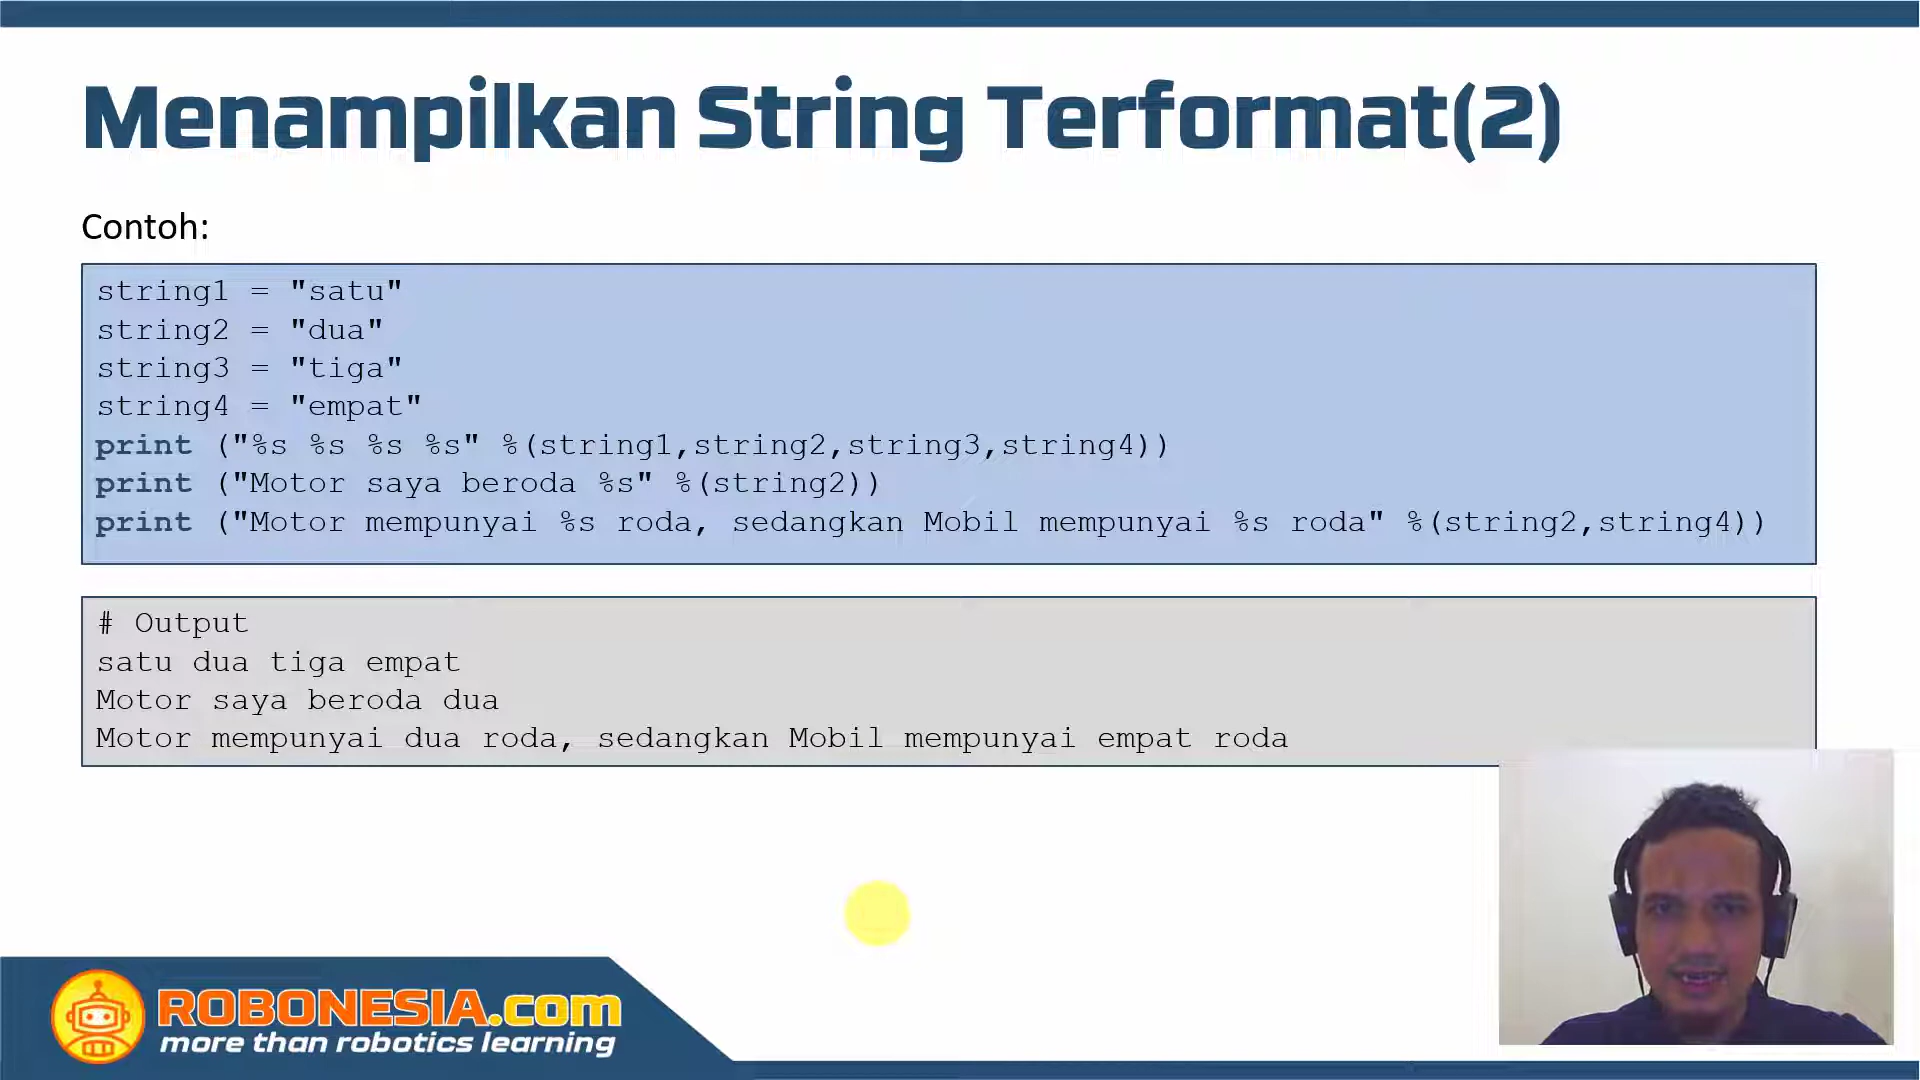 Menampilkan String Terformat(2)
Contoh:
string1 = "satu"
string2 = "dua"
string3 = "tiga"
string4 = "empat"
print ("%s %s %s %s" %(string1,string2,string3,string4))
print ("Motor saya beroda %s" %(string2))
print ("Motor mempunyai %s roda, sedangkan Mobil mempunyai %s roda" %(string2,string4))
# Output
satu dua tiga empat
Motor saya beroda dua
Motor mempunyai dua roda, sedangkan Mobil mempunyai empat roda
ROBONESIA.com
more than robotics learning